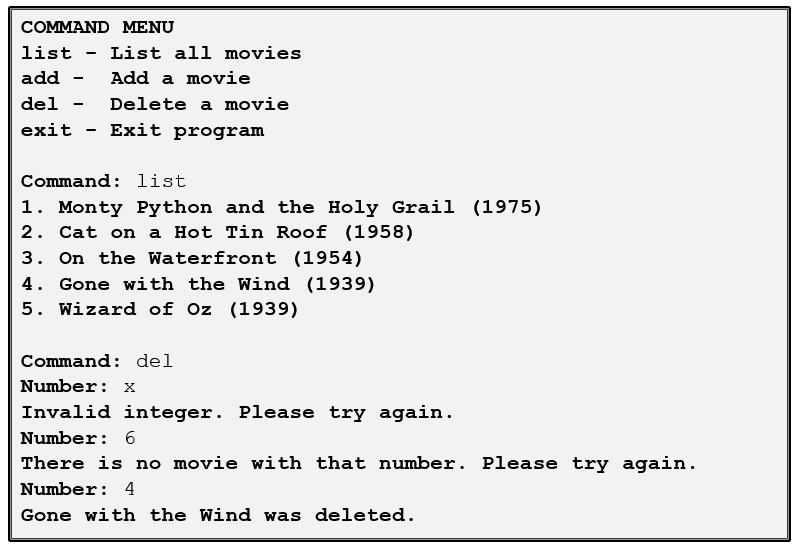 COMMAND MENU
list - List all movies
add -  Add a movie
del -  Delete a movie
exit - Exit program
Command: list
1. Monty Python and the Holy Grail (1975)
2. Cat on a Hot Tin Roof (1958)
3. On the Waterfront (1954)
4. Gone with the Wind (1939)
5. Wizard of Oz (1939)
Command: del
Number: x
Invalid integer. Please try again.
Number: 6
There is no movie with that number. Please try again.
Number: 4
Gone with the Wind was deleted.